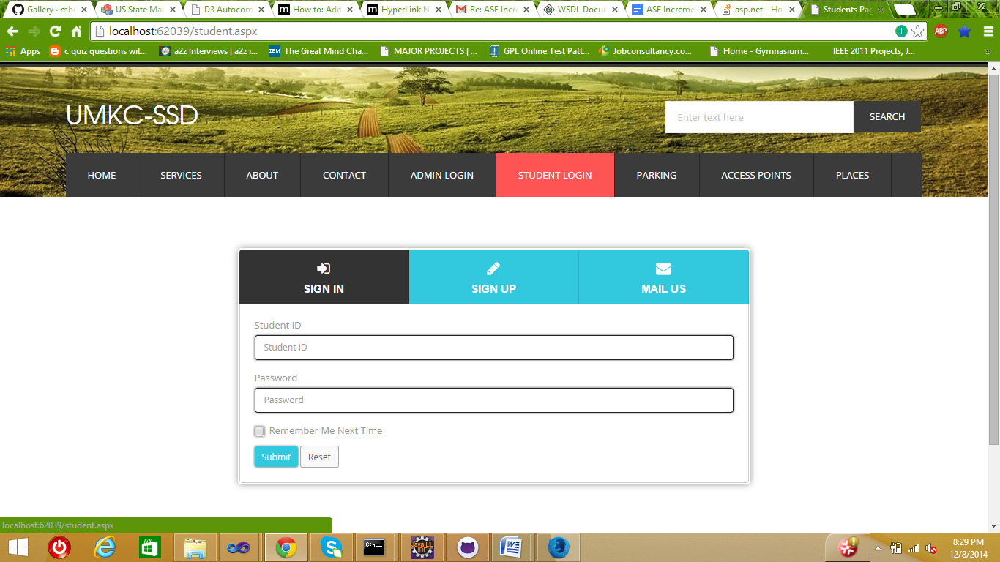 Gallery · mb
US State Ma
D3 Autocom
How to: Add
HyperLink.N
Re: ASE Incr
WSDL Docu
ASE Increme
asp.net - Ho
Students Pa
localhost:62039/student.aspx
ABP
Apps
c quiz questions wit...
a2z Interviews | a2z i...
IBM
The Great Mind Cha...
MAJOR PROJECTS | ...
GPL Online Test Patt...
Jobconsultancy.co...
Home - Gymnasium...
IEEE 2011 Projects, J...
»
UMKC-SSD
Enter text here
SEARCH
HOME
SERVICES
ABOUT
CONTACT
ADMIN LOGIN
STUDENT LOGIN
PARKING
ACCESS POINTS
PLACES
SIGN IN
SIGN UP
MAIL US
Student ID
Student ID
Password
Password
Remember Me Next Time
Submit
Reset
localhost:62039/student.aspx
C:\
Java EE
IDE
8:29 PM
12/8/2014